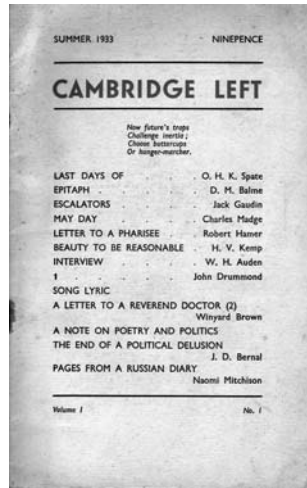 SUMMER 1933 NINEPENCE
CAMBRIDGE LEFT
Now future's traps
Challenge inertia;
Choose buttercups
Or hunger-marcher.
LAST DAYS OF . . . . O. H. K. Spate
EPITAPH . . . . . D. M. Balme
ESCALATORS . . . . . Jack Gaudin
MAY DAY . . . . . Charles Madge
LETTER TO A PHARISEE . . Robert Hamer
BEAUTY TO BE REASONABLE . H. V. Kemp
INTERVIEW . . . . . W. H. Auden
1 . . . . . . John Drummond
SONG LYRIC
A LETTER TO A REVEREND DOCTOR (2)
Winyard Brown
A NOTE ON POETRY AND POLITICS
THE END OF A POLITICAL DELUSION
J. D. Bernal
PAGES FROM A RUSSIAN DIARY
Naomi Mitchison
Volume I No. 1